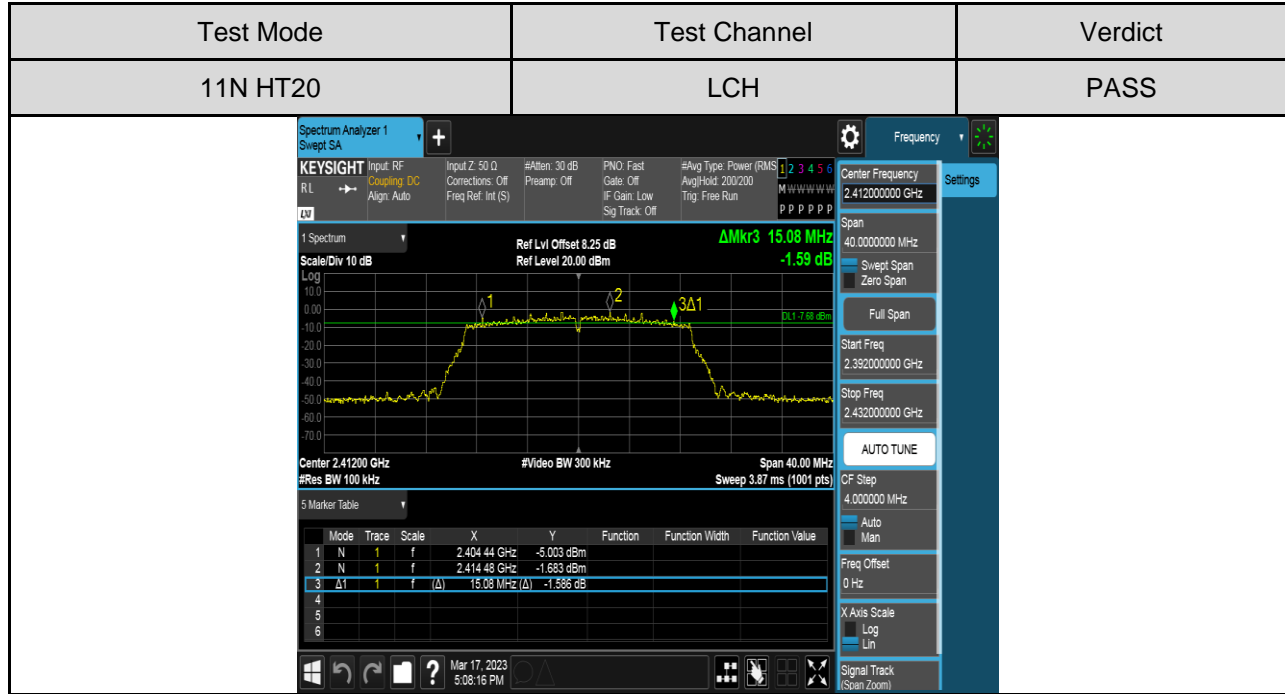 Test Mode Test Channel Verdict
11N HT20 LCH PASS
Spectrum Analyzer 1
Swept SA
+
Frequency
KEYSIGHT Input: RF Input Z: 50 Ω #Atten: 30 dB PNO: Fast #Avg Type: Power (RMS 1 2 3 4 5 6
RL Coupling: DC Corrections: Off Preamp: Off Gate: Off Avg|Hold: 200/200 M W W W W W
Align: Auto Freq Ref: Int (S) IF Gain: Low Trig: Free Run
LXI Sig Track: Off P P P P P P
Center Frequency
2.412000000 GHz
Settings
1 Spectrum
Ref Lvl Offset 8.25 dB
ΔMkr3 15.08 MHz
Scale/Div 10 dB Ref Level 20.00 dBm -1.59 dB
Span
40.0000000 MHz
Swept Span
Zero Span
Full Span
Log
10.0
0.00
-10.0
-20.0
-30.0
-40.0
-50.0
-60.0
-70.0
1
2
3Δ1
DL1 -7.68 dBm
Start Freq
2.392000000 GHz
Stop Freq
2.432000000 GHz
AUTO TUNE
Center 2.41200 GHz #Video BW 300 kHz Span 40.00 MHz
#Res BW 100 kHz Sweep 3.87 ms (1001 pts)
CF Step
4.000000 MHz
Auto
Man
5 Marker Table
Mode Trace Scale X Y Function Function Width Function Value
1 N 1 f 2.404 44 GHz -5.003 dBm
2 N 1 f 2.414 48 GHz -1.683 dBm
3 Δ1 1 f (Δ) 15.08 MHz (Δ) -1.586 dB
4
5
6
Freq Offset
0 Hz
X Axis Scale
Log
Lin
Signal Track
(Span Zoom)
? Mar 17, 2023
5:08:16 PM